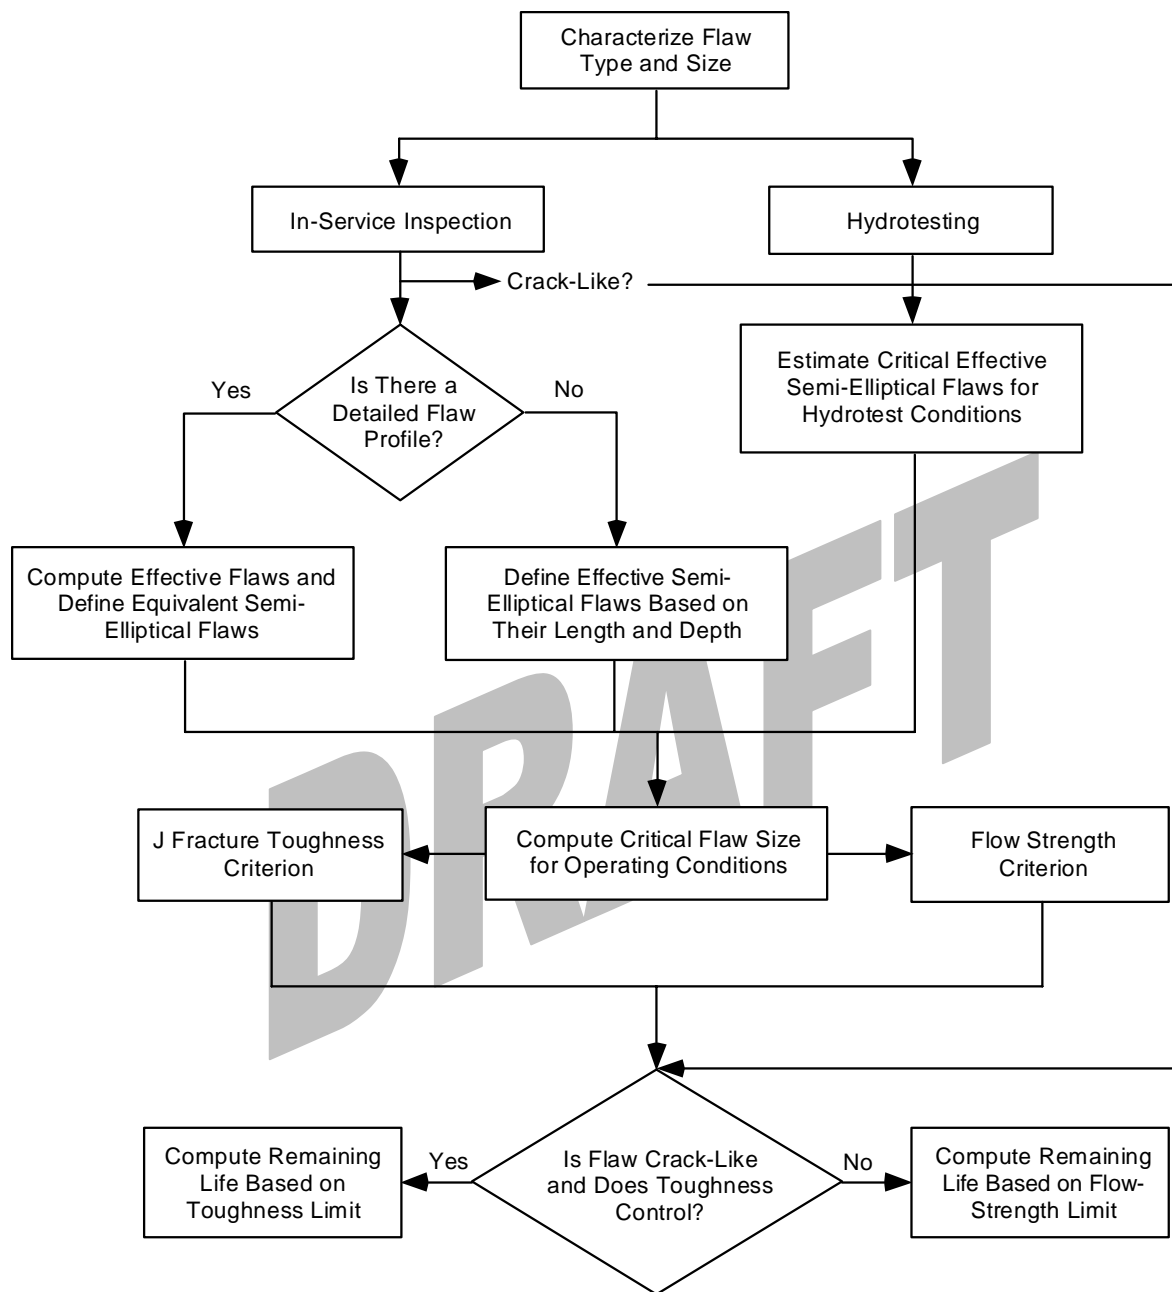 Characterize Flaw
Type and Size
In-Service Inspection
Hydrotesting
Crack-Like?
Is There a
Detailed Flaw
Profile?
Yes
No
Estimate Critical Effective
Semi-Elliptical Flaws for
Hydrotest Conditions
Compute Effective Flaws and
Define Equivalent Semi-
Elliptical Flaws
Define Effective Semi-
Elliptical Flaws Based on
Their Length and Depth
DRAFT
J Fracture Toughness
Criterion
Compute Critical Flaw Size
for Operating Conditions
Flow Strength
Criterion
Compute Remaining
Life Based on
Toughness Limit
Yes
Is Flaw Crack-Like
and Does Toughness
Control?
No
Compute Remaining
Life Based on Flow-
Strength Limit